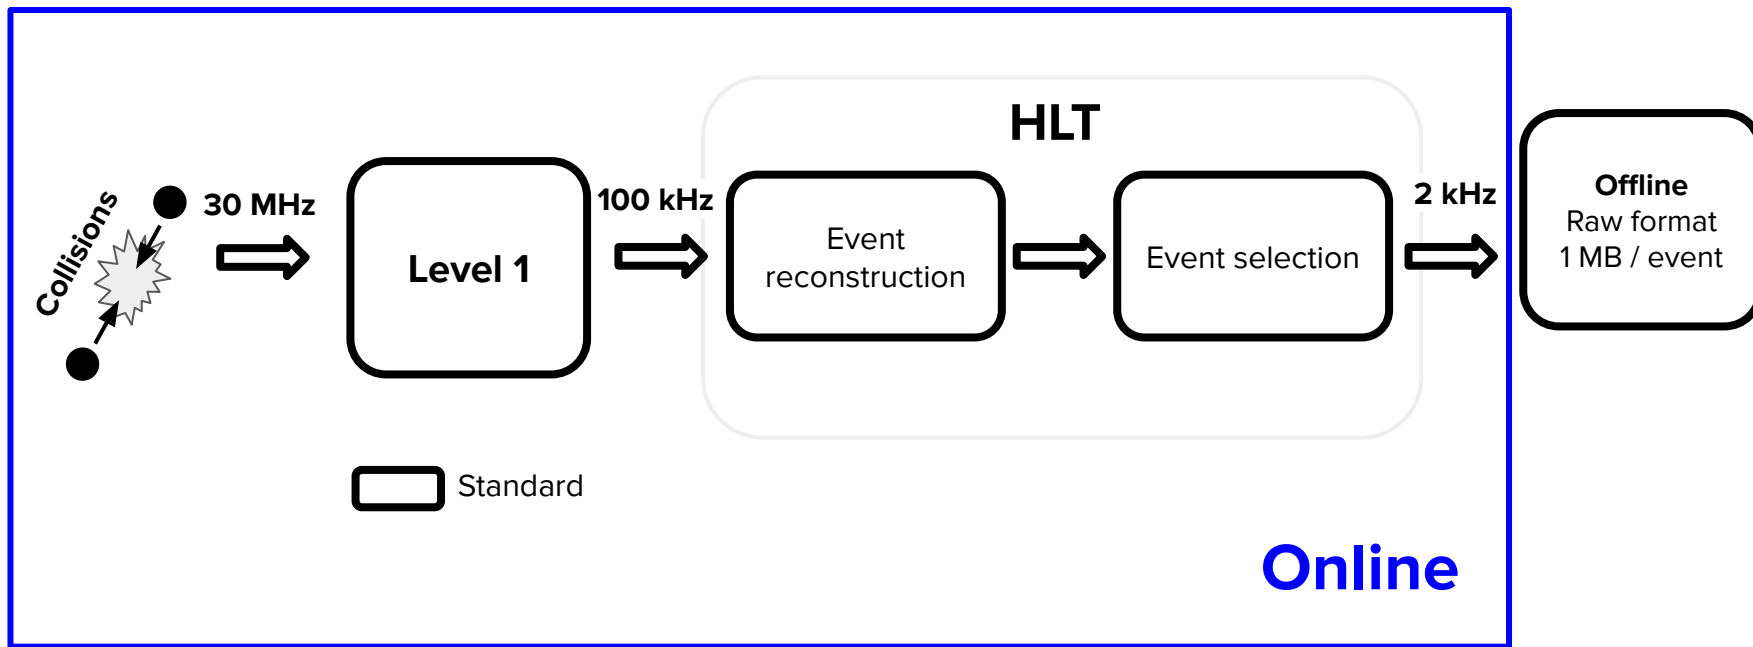 Collisions
30 MHz
Level 1
100 kHz
HLT
Event
reconstruction
Event selection
2 kHz
Offline
Raw format
1 MB / event
Standard
Online